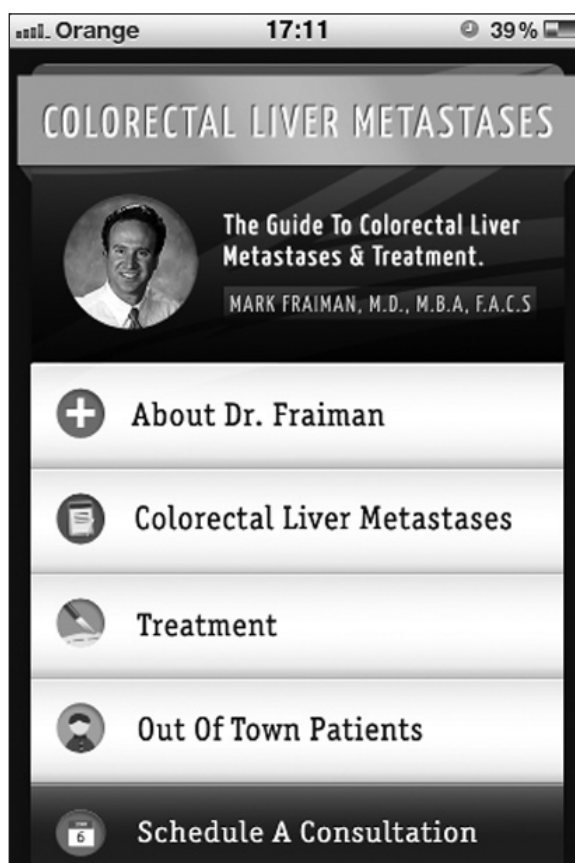 Orange 17:11 39%
COLORECTAL LIVER METASTASES
The Guide To Colorectal Liver
Metastases & Treatment.
MARK FRAIMAN, M.D., M.B.A, F.A.C.S
About Dr. Fraiman
Colorectal Liver Metastases
Treatment
Out Of Town Patients
6
Schedule A Consultation